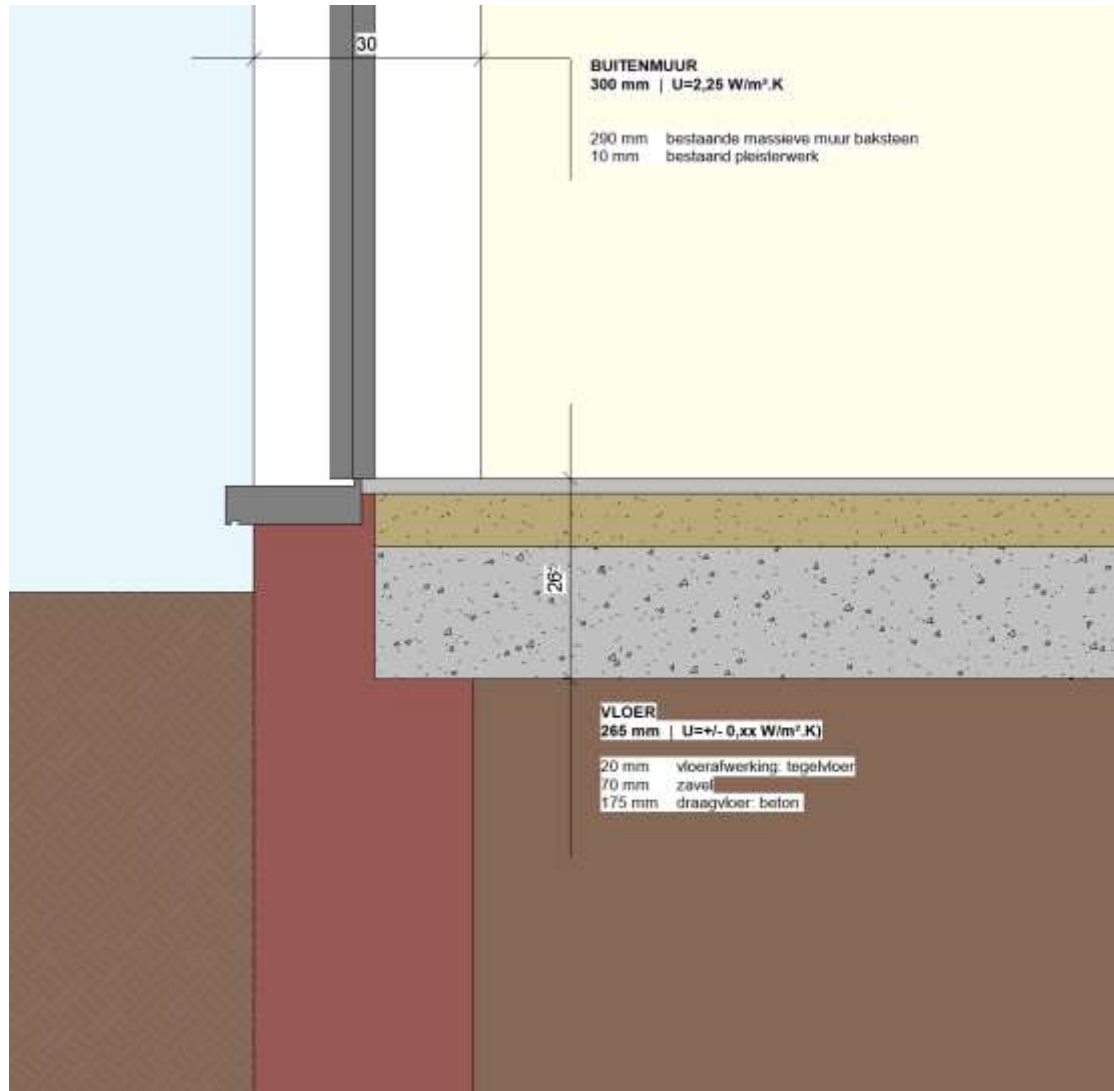 30
BUITENMUUR
300 mm | U=2,25 W/m².K
290 mm bestaande massieve muur baksteen
10 mm bestaand pleisterwerk
26⁵
VLOER
265 mm | U=+/- 0,xx W/m².K)
20 mm vloerafwerking: tegelvloer
70 mm zavel
175 mm draagvloer: beton